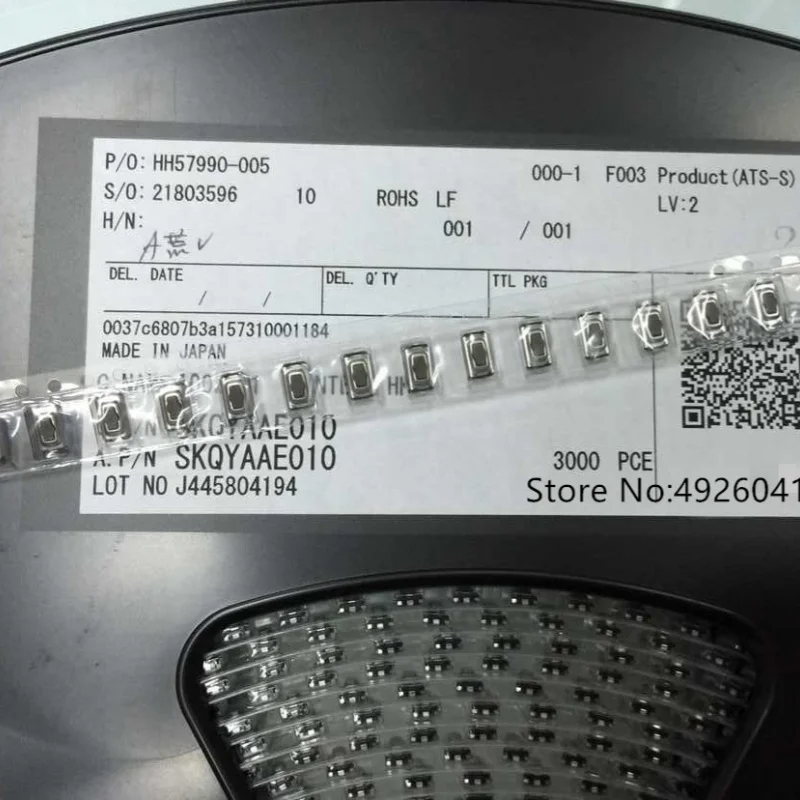 P/O: HH57990-005 000-1 F003 Product(ATS-S)
S/O: 21803596 10 ROHS LF LV:2
H/N: 001 / 001
A DEL. DATE DEL. Q'TY TTL PKG
/ /
0037c6807b3a157310001184
MADE IN JAPAN
SKQYAAE010
A.P/N SKQYAAE010 3000 PCE
LOT NO J445804194
Store No:4926041